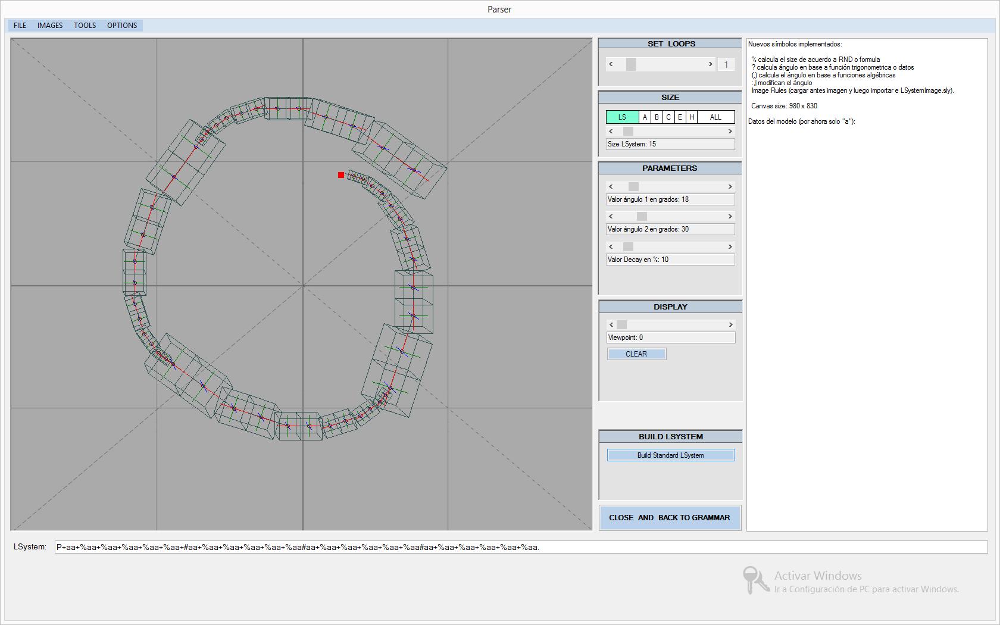 Parser
FILE IMAGES TOOLS OPTIONS
SET LOOPS
1
SIZE
LS A B C E H ALL
Size LSystem: 15
PARAMETERS
Valor ángulo 1 en grados: 18
Valor ángulo 2 en grados: 30
Valor Decay en %: 10
DISPLAY
Viewpoint: 0
CLEAR
BUILD LSYSTEM
Build Standard LSystem
CLOSE AND BACK TO GRAMMAR
Nuevos símbolos implementados:
% calcula el size de acuerdo a RND o formula
? calcula ángulo en base a función trigonometrica o datos
(,) calcula el ángulo en base a funciones algébricas
:,| modifican el ángulo
Image Rules (cargar antes imagen y luego importar e LSystemImage.sly).
Canvas size: 980 x 830
Datos del modelo (por ahora solo "a"):
LSystem: P+aa+%aa+%aa+%aa+%aa+%aa+#aa+%aa+%aa+%aa+%aa+%aa#aa+%aa+%aa+%aa+%aa+%aa#aa+%aa+%aa+%aa+%aa+%aa.
Activar Windows
Ir a Configuración de PC para activar Windows.